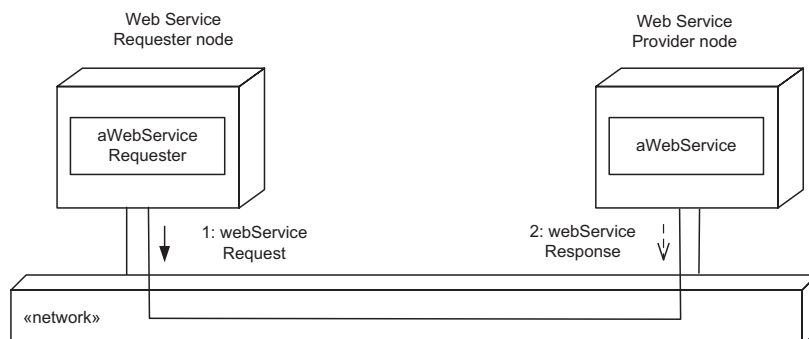 Web Service
Requester node
Web Service
Provider node
aWebService
Requester
aWebService
1: webService
Request
2: webService
Response
«network»